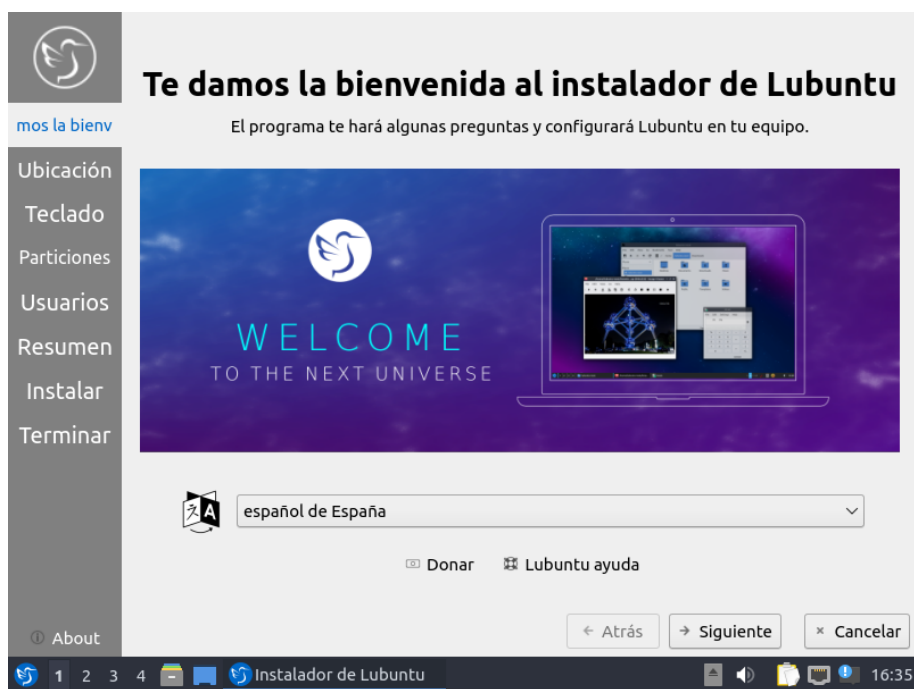 Te damos la bienvenida al instalador de Lubuntu
El programa te hará algunas preguntas y configurará Lubuntu en tu equipo.
mos la bienv
Ubicación
Teclado
Particiones
Usuarios
Resumen
Instalar
Terminar
WELCOME
TO THE NEXT UNIVERSE
español de España
Donar
Lubuntu ayuda
About
← Atrás
→ Siguiente
× Cancelar
1 2 3 4
Instalador de Lubuntu
16:35